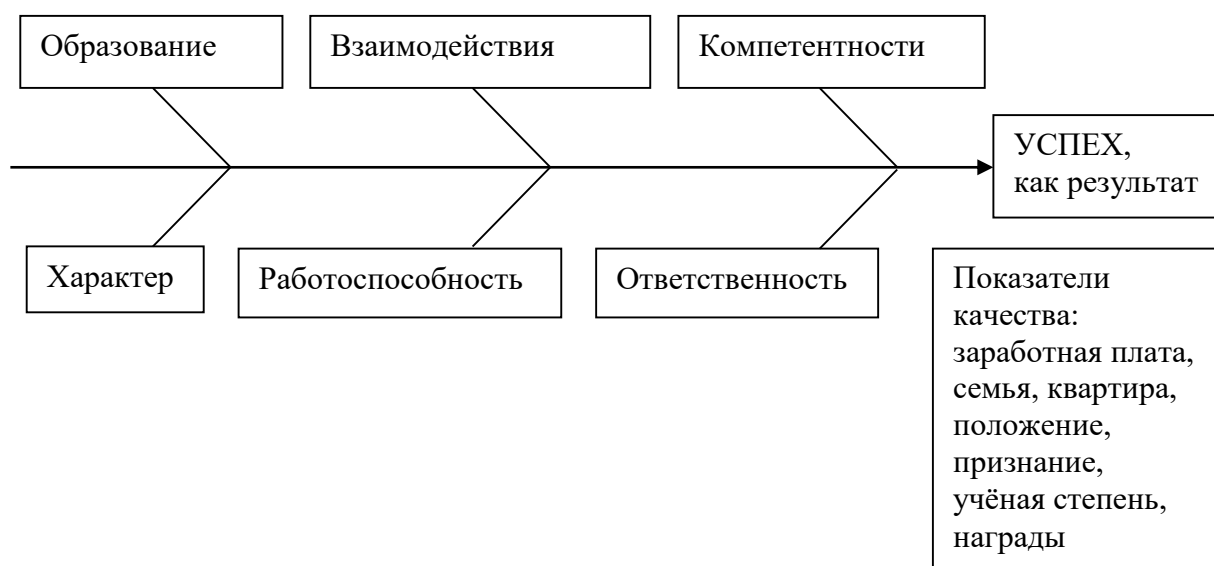 Образование
Взаимодействия
Компетентности
УСПЕХ,
как результат
Характер
Работоспособность
Ответственность
Показатели
качества:
заработная плата,
семья, квартира,
положение,
признание,
учёная степень,
награды